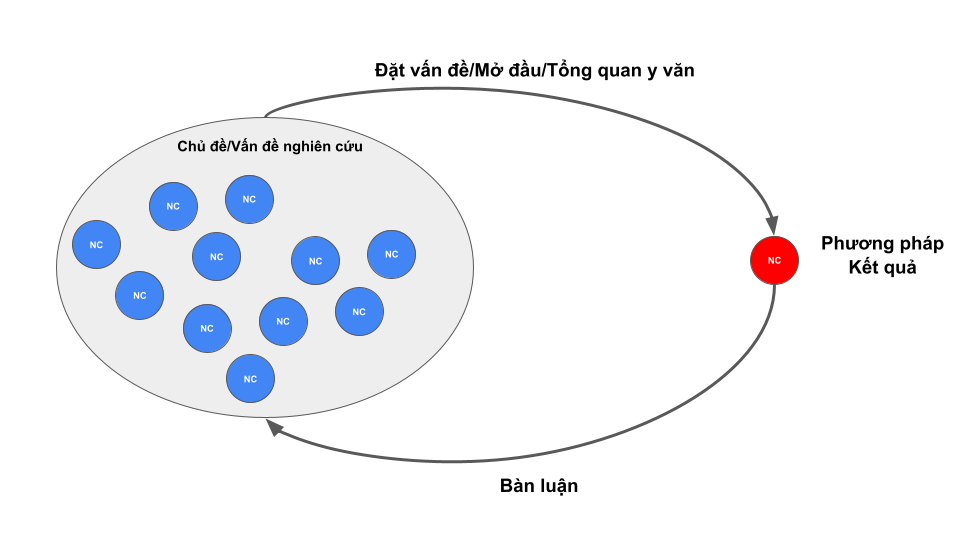 Đặt vấn đề/Mở đầu/Tổng quan y văn
Chủ đề/Vấn đề nghiên cứu
NC
NC
NC
NC
NC
NC
NC
NC
NC
NC
NC
NC
Phương pháp
Kết quả
Bàn luận